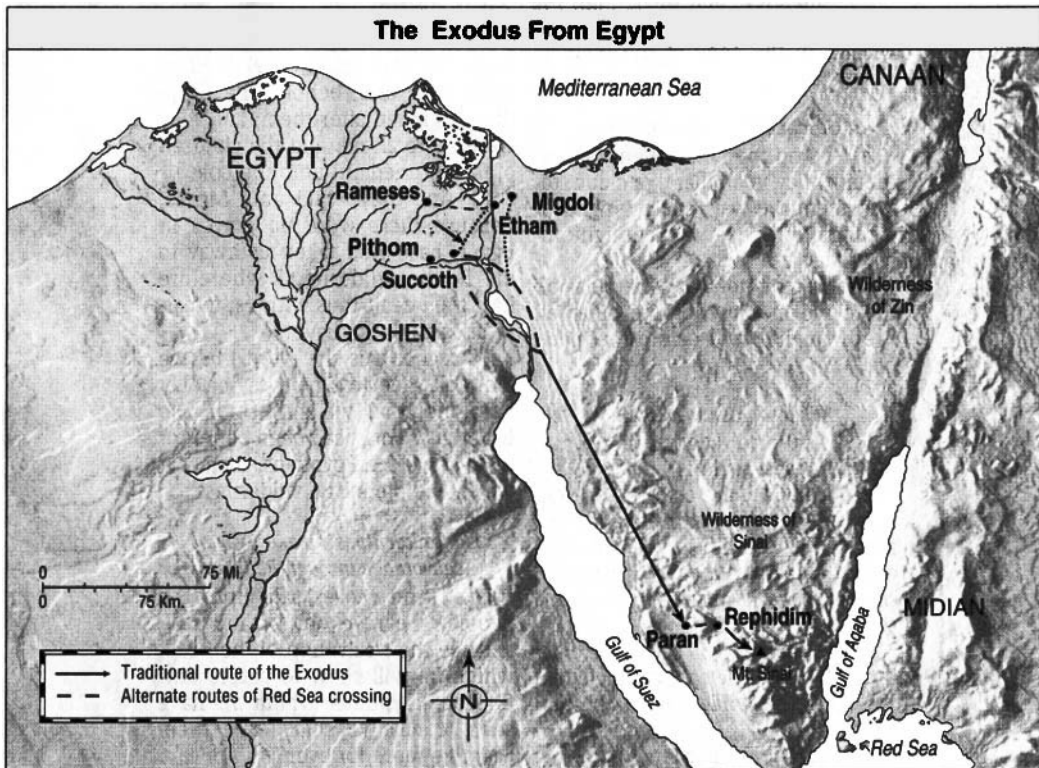 The Exodus From Egypt
CANAAN
Mediterranean Sea
EGYPT
Rameses
Migdol
Etham
Pithom
Succoth
Wilderness
of Zin
GOSHEN
Wilderness of
Sinai
0 75 Mi.
0 75 Km.
MIDIAN
Rephidim
Paran
Mt. Sinai
Gulf of Suez
Gulf of Aqaba
Traditional route of the Exodus
Alternate routes of Red Sea crossing
N
Red Sea